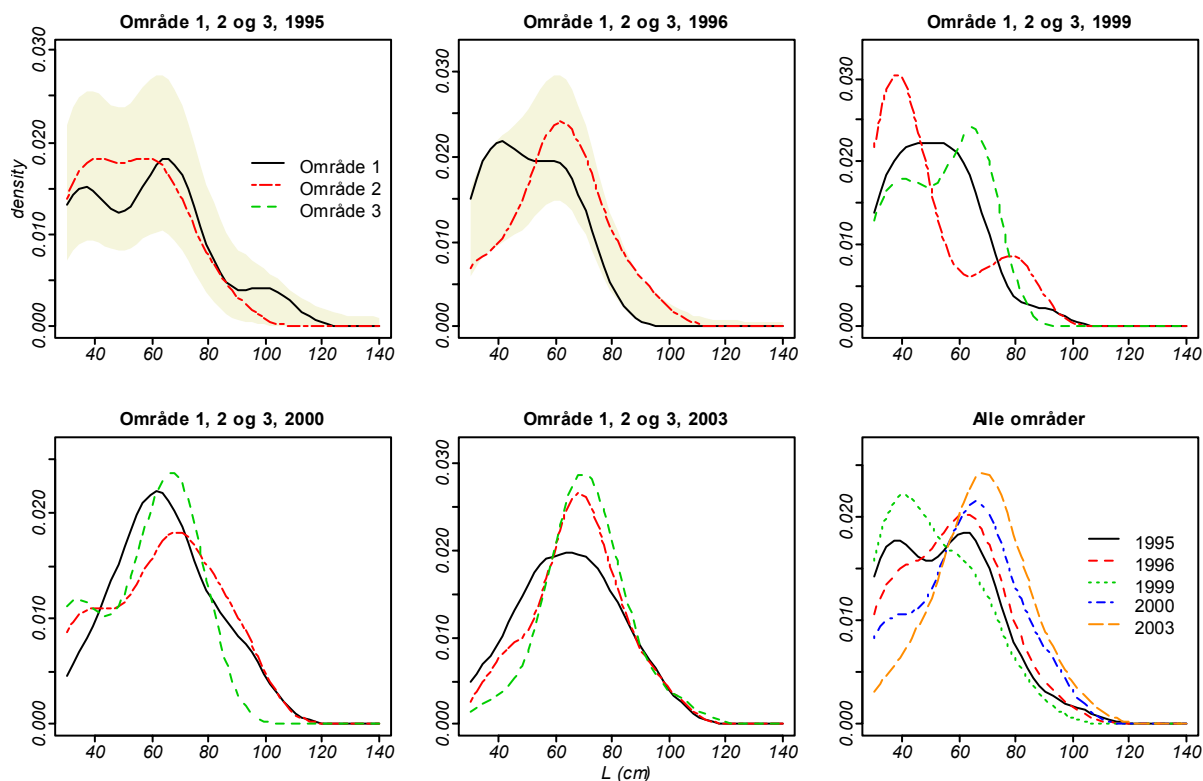 Område 1, 2 og 3, 1995
density
0.000 0.010 0.020 0.030
40 60 80 100 120 140
Område 1
Område 2
Område 3
Område 1, 2 og 3, 1996
0.000 0.010 0.020 0.030
40 60 80 100 120 140
Område 1, 2 og 3, 1999
0.000 0.010 0.020 0.030
40 60 80 100 120 140
Område 1, 2 og 3, 2000
0.000 0.010 0.020
40 60 80 100 120 140
Område 1, 2 og 3, 2003
0.000 0.010 0.020 0.030
40 60 80 100 120 140
L (cm)
Alle områder
0.000 0.010 0.020
40 60 80 100 120 140
1995
1996
1999
2000
2003